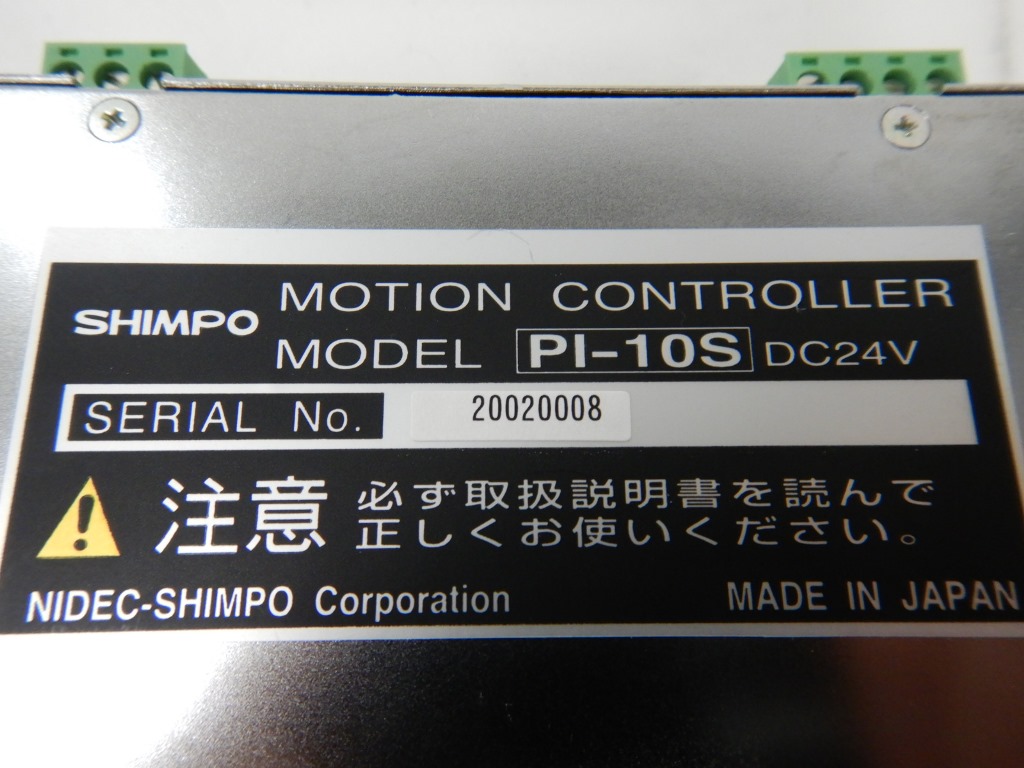 SHIMPO MOTION CONTROLLER
MODEL PI-10S DC24V
SERIAL No. 20020008
注意 必ず取扱説明書を読んで
正しくお使いください。
NIDEC-SHIMPO Corporation MADE IN JAPAN